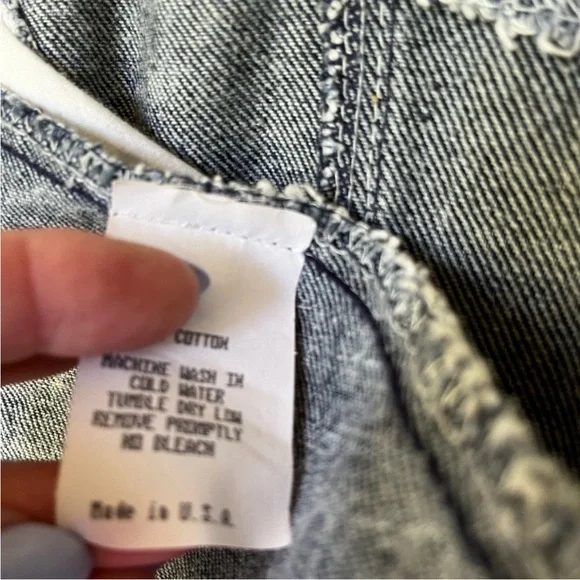 COTTON
MACHINE WASH IN
COLD WATER
TUMBLE DRY LOW
REMOVE PROMPTLY
NO BLEACH
Made in U.S.A.